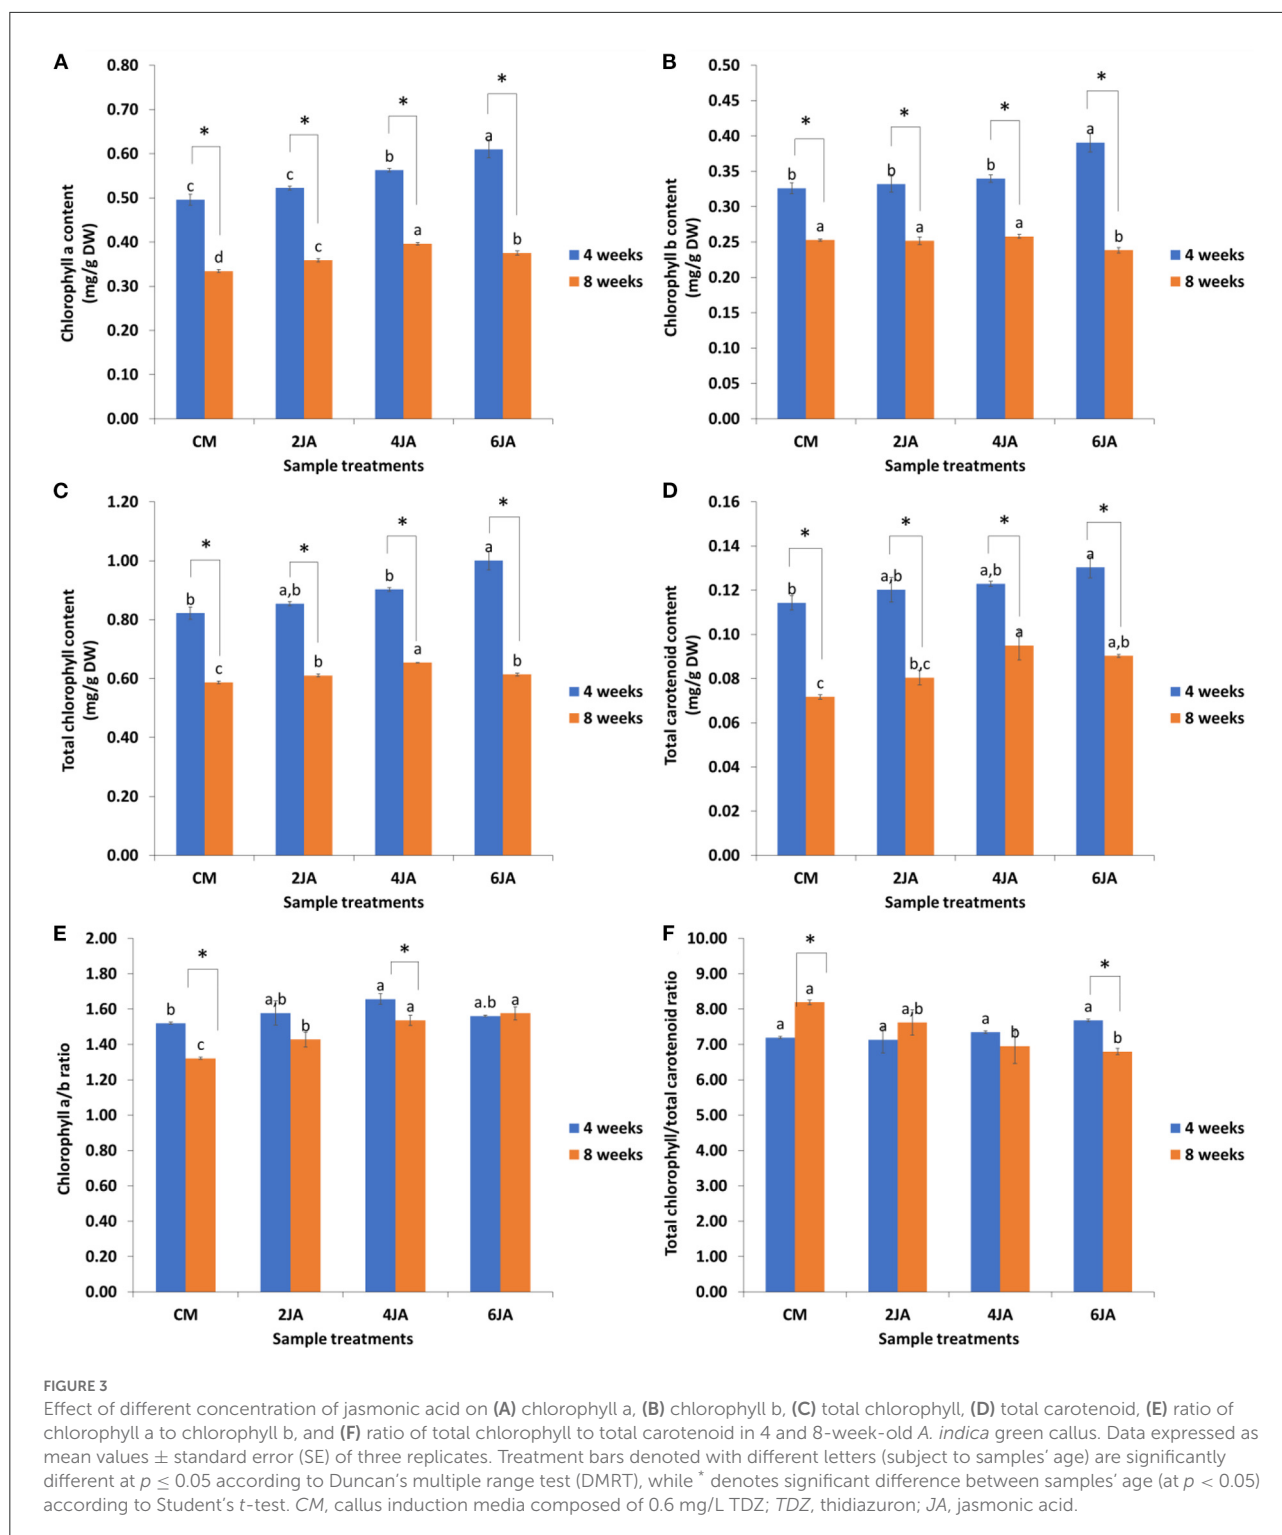 A
Chlorophyll a content
(mg/g DW)
0.80
0.70
0.60
0.50
0.40
0.30
0.20
0.10
0.00
* * * *
c d c c b a a b
CM 2JA 4JA 6JA
Sample treatments
4 weeks
8 weeks
B
Chlorophyll b content
(mg/g DW)
0.50
0.45
0.40
0.35
0.30
0.25
0.20
0.15
0.10
0.05
0.00
* * * *
b a b a b a a b
CM 2JA 4JA 6JA
Sample treatments
4 weeks
8 weeks
C
Total chlorophyll content
(mg/g DW)
1.20
1.00
0.80
0.60
0.40
0.20
0.00
* * * *
b c a,b b b a a b
CM 2JA 4JA 6JA
Sample treatments
4 weeks
8 weeks
D
Total carotenoid content
(mg/g DW)
0.16
0.14
0.12
0.10
0.08
0.06
0.04
0.02
0.00
* * * *
b c a,b b,c a,b a a a,b
CM 2JA 4JA 6JA
Sample treatments
4 weeks
8 weeks
E
Chlorophyll a/b ratio
2.00
1.80
1.60
1.40
1.20
1.00
0.80
0.60
0.40
0.20
0.00
* *
b c a,b b a a a.b a
CM 2JA 4JA 6JA
Sample treatments
4 weeks
8 weeks
F
Total chlorophyll/total carotenoid ratio
10.00
9.00
8.00
7.00
6.00
5.00
4.00
3.00
2.00
1.00
0.00
* *
a a a a,b a b a b
CM 2JA 4JA 6JA
Sample treatments
4 weeks
8 weeks
FIGURE 3
Effect of different concentration of jasmonic acid on (A) chlorophyll a, (B) chlorophyll b, (C) total chlorophyll, (D) total carotenoid, (E) ratio of
chlorophyll a to chlorophyll b, and (F) ratio of total chlorophyll to total carotenoid in 4 and 8-week-old A. indica green callus. Data expressed as
mean values ± standard error (SE) of three replicates. Treatment bars denoted with different letters (subject to samples' age) are significantly
different at p ≤ 0.05 according to Duncan's multiple range test (DMRT), while * denotes significant difference between samples' age (at p < 0.05)
according to Student's t-test. CM, callus induction media composed of 0.6 mg/L TDZ; TDZ, thidiazuron; JA, jasmonic acid.